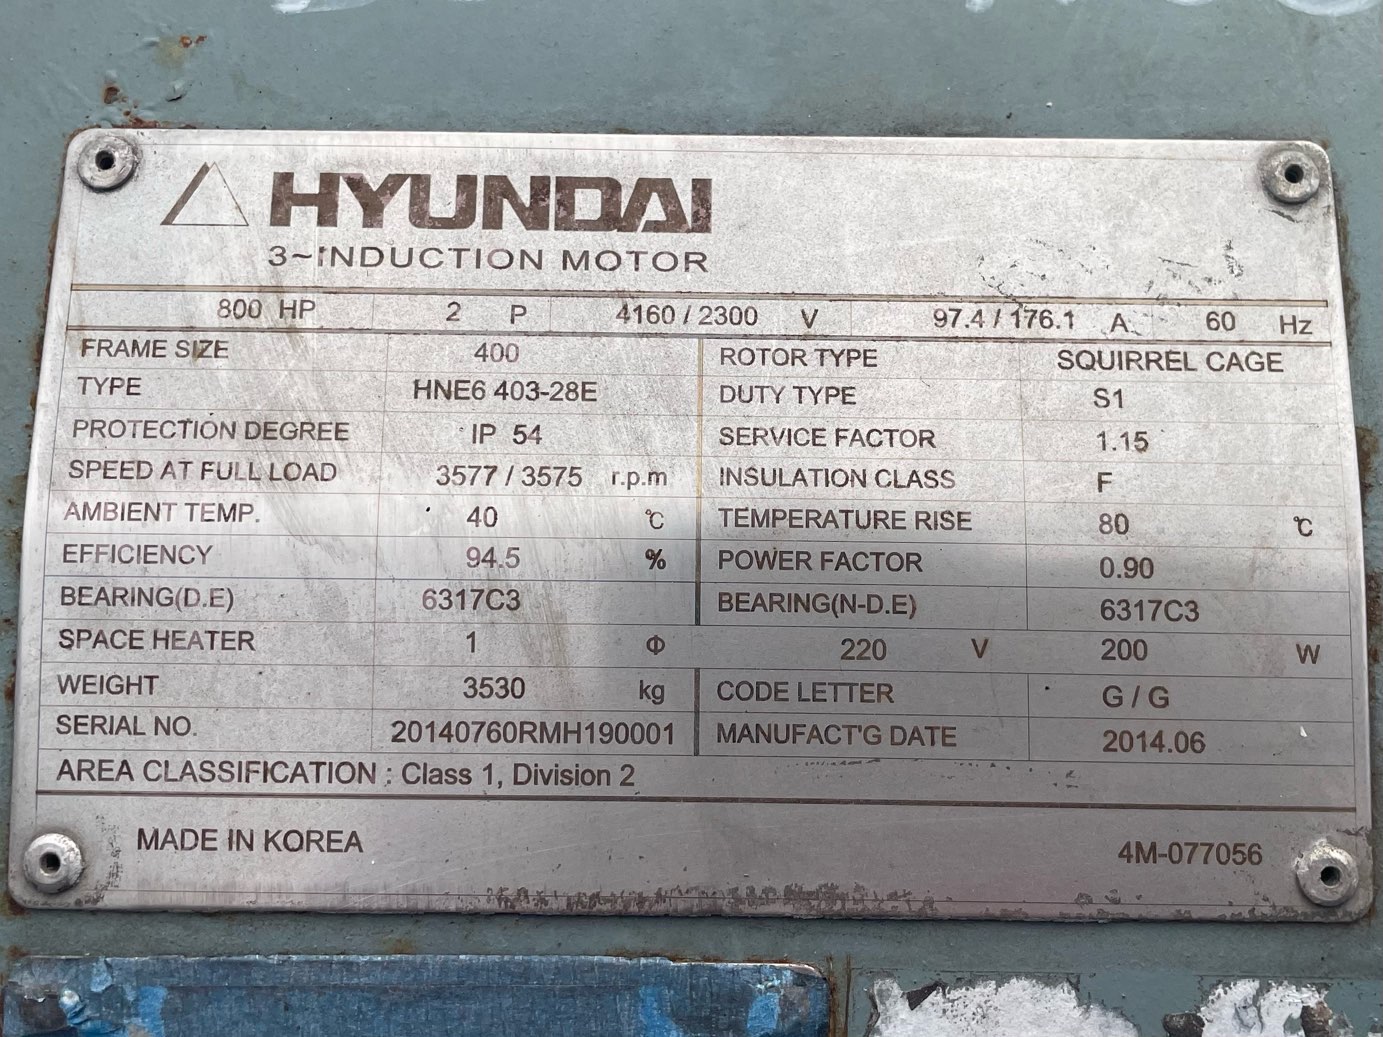 HYUNDAI
3~INDUCTION MOTOR
800 HP 2 P 4160 / 2300 V 97.4 / 176.1 A 60 Hz
FRAME SIZE 400 ROTOR TYPE SQUIRREL CAGE
TYPE HNE6 403-28E DUTY TYPE S1
PROTECTION DEGREE IP 54 SERVICE FACTOR 1.15
SPEED AT FULL LOAD 3577 / 3575 r.p.m INSULATION CLASS F
AMBIENT TEMP. 40 ℃ TEMPERATURE RISE 80 ℃
EFFICIENCY 94.5 % POWER FACTOR 0.90
BEARING(D.E) 6317C3 BEARING(N-D.E) 6317C3
SPACE HEATER 1 Φ 220 V 200 W
WEIGHT 3530 kg CODE LETTER G / G
SERIAL NO. 20140760RMH190001 MANUFACT'G DATE 2014.06
AREA CLASSIFICATION : Class 1, Division 2
MADE IN KOREA 4M-077056